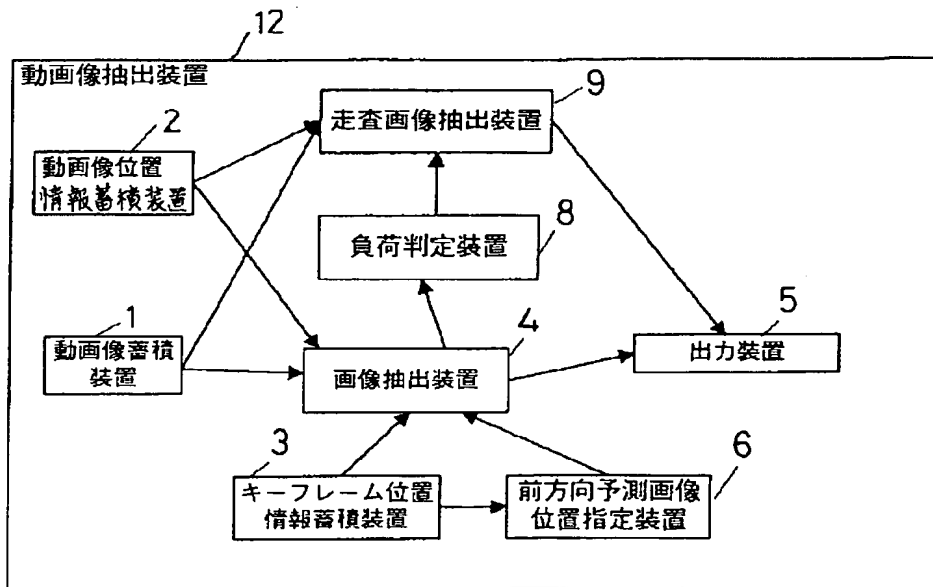 12
動画像抽出装置
9
走査画像抽出装置
2
動画像位置
情報蓄積装置
8
負荷判定装置
1
動画像蓄積
装置
4
画像抽出装置
5
出力装置
3
キーフレーム位置
情報蓄積装置
6
前方向予測画像
位置指定装置